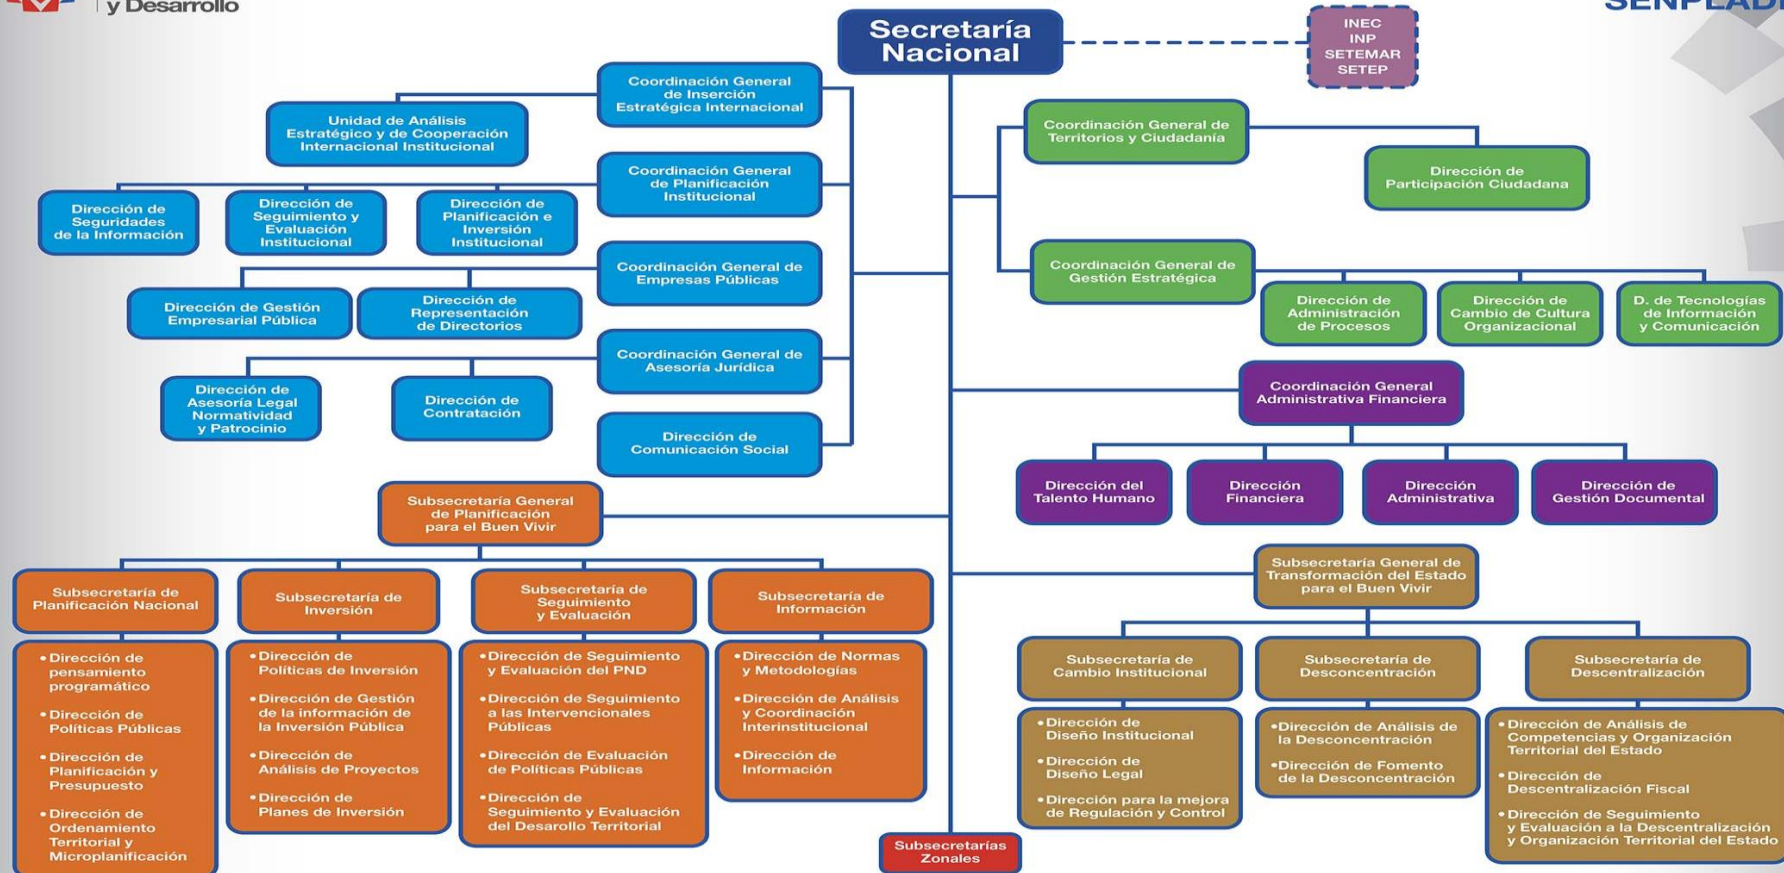 y Desarrollo
SENPLADE
Secretaría
Nacional
INEC
INP
SETEMAR
SETEP
Coordinación General
de Inserción
Estratégica Internacional
Unidad de Análisis
Estratégico y de Cooperación
Internacional Institucional
Coordinación General
de Planificación
Institucional
Dirección de
Seguridades
de la Información
Dirección de
Seguimiento y
Evaluación
Institucional
Dirección de
Planificación e
Inversión
Institucional
Coordinación General de
Empresas Públicas
Dirección de Gestión
Empresarial Pública
Dirección de
Representación
de Directorios
Coordinación General de
Asesoría Jurídica
Dirección de
Asesoría Legal
Normatividad
y Patrocinio
Dirección de
Contratación
Dirección de
Comunicación Social
Coordinación General de
Territorios y Ciudadanía
Dirección de
Participación Ciudadana
Coordinación General de
Gestión Estratégica
Dirección de
Administración
de Procesos
Dirección de
Cambio de Cultura
Organizacional
D. de Tecnologías
de Información
y Comunicación
Coordinación General
Administrativa Financiera
Dirección del
Talento Humano
Dirección
Financiera
Dirección
Administrativa
Dirección de
Gestión Documental
Subsecretaría General
de Planificación
para el Buen Vivir
Subsecretaría de
Planificación Nacional
• Dirección de
pensamiento
programático
• Dirección de
Políticas Públicas
• Dirección de
Planificación y
Presupuesto
• Dirección de
Ordenamiento
Territorial y
Microplanificación
Subsecretaría de
Inversión
• Dirección de
Políticas de Inversión
• Dirección de Gestión
de la información de
la Inversión Pública
• Dirección de
Análisis de Proyectos
• Dirección de
Planes de Inversión
Subsecretaría de
Seguimiento
y Evaluación
• Dirección de Seguimiento
y Evaluación del PND
• Dirección de Seguimiento
a las Intervencionales
Públicas
• Dirección de Evaluación
de Políticas Públicas
• Dirección de
Seguimiento y Evaluación
del Desarollo Territorial
Subsecretaría de
Información
• Dirección de Normas
y Metodologías
• Dirección de Análisis
y Coordinación
Interinstitucional
• Dirección de
Información
Subsecretaría General de
Transformación del Estado
para el Buen Vivir
Subsecretaría de
Cambio Institucional
• Dirección de
Diseño Institucional
• Dirección de
Diseño Legal
• Dirección para la mejora
de Regulación y Control
Subsecretaría de
Desconcentración
• Dirección de Análisis de
la Desconcentración
• Dirección de Fomento
de la Desconcentración
Subsecretaría de
Descentralización
• Dirección de Análisis de
Competencias y Organización
Territorial del Estado
• Dirección de
Descentralización Fiscal
• Dirección de Seguimiento
y Evaluación a la Descentralización
y Organización Territorial del Estado
Subsecretarías
Zonales